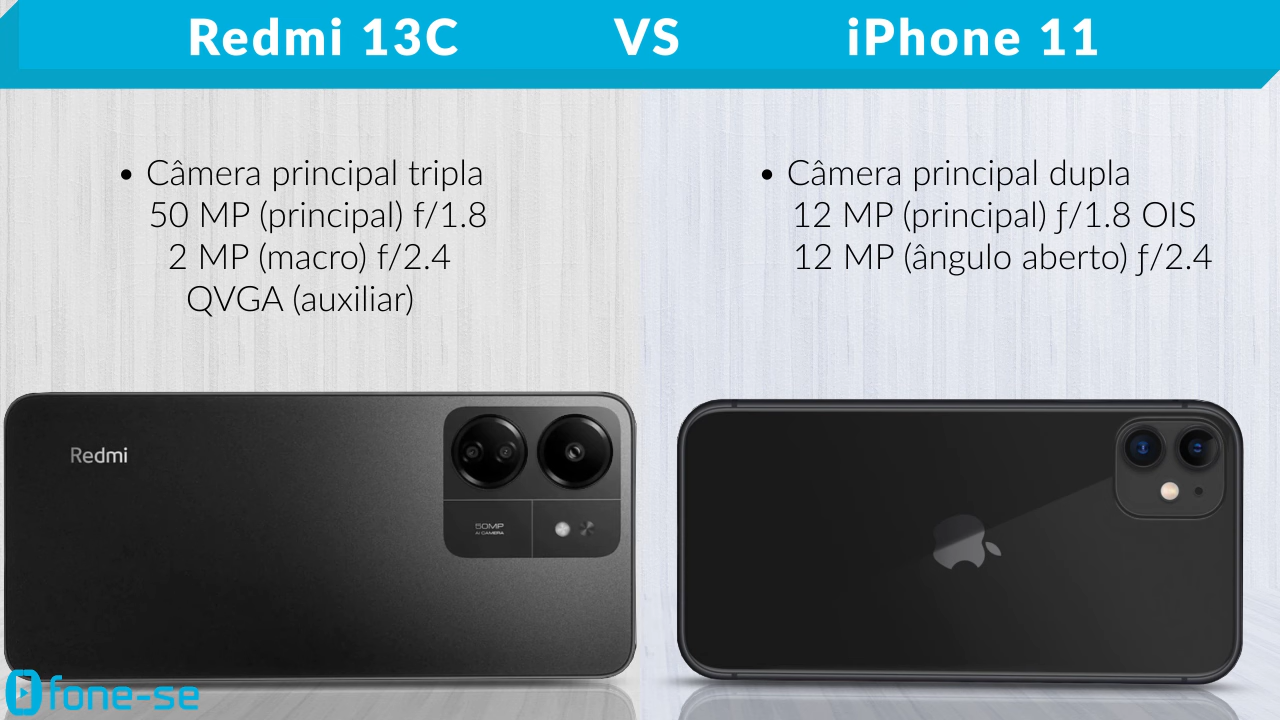 Redmi 13C VS iPhone 11
• Câmera principal tripla
50 MP (principal) f/1.8
2 MP (macro) f/2.4
QVGA (auxiliar)
• Câmera principal dupla
12 MP (principal) ƒ/1.8 OIS
12 MP (ângulo aberto) ƒ/2.4
Redmi
50MP
AI CAMERA
fone-se